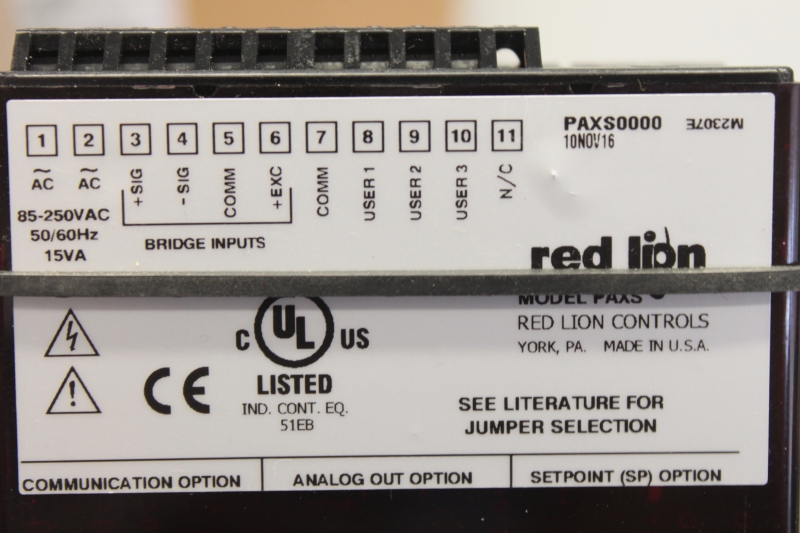 1 2 3 4 5 6 7 8 9 10 11
PAXS0000 M2307E
10NOV16
AC AC +SIG -SIG COMM +EXC COMM USER 1 USER 2 USER 3 N/C
85-250VAC
50/60Hz
15VA
BRIDGE INPUTS
red lion
MODEL PAXS
RED LION CONTROLS
YORK, PA. MADE IN U.S.A.
C UL US
LISTED
IND. CONT. EQ.
51EB
CE
SEE LITERATURE FOR
JUMPER SELECTION
COMMUNICATION OPTION ANALOG OUT OPTION SETPOINT (SP) OPTION